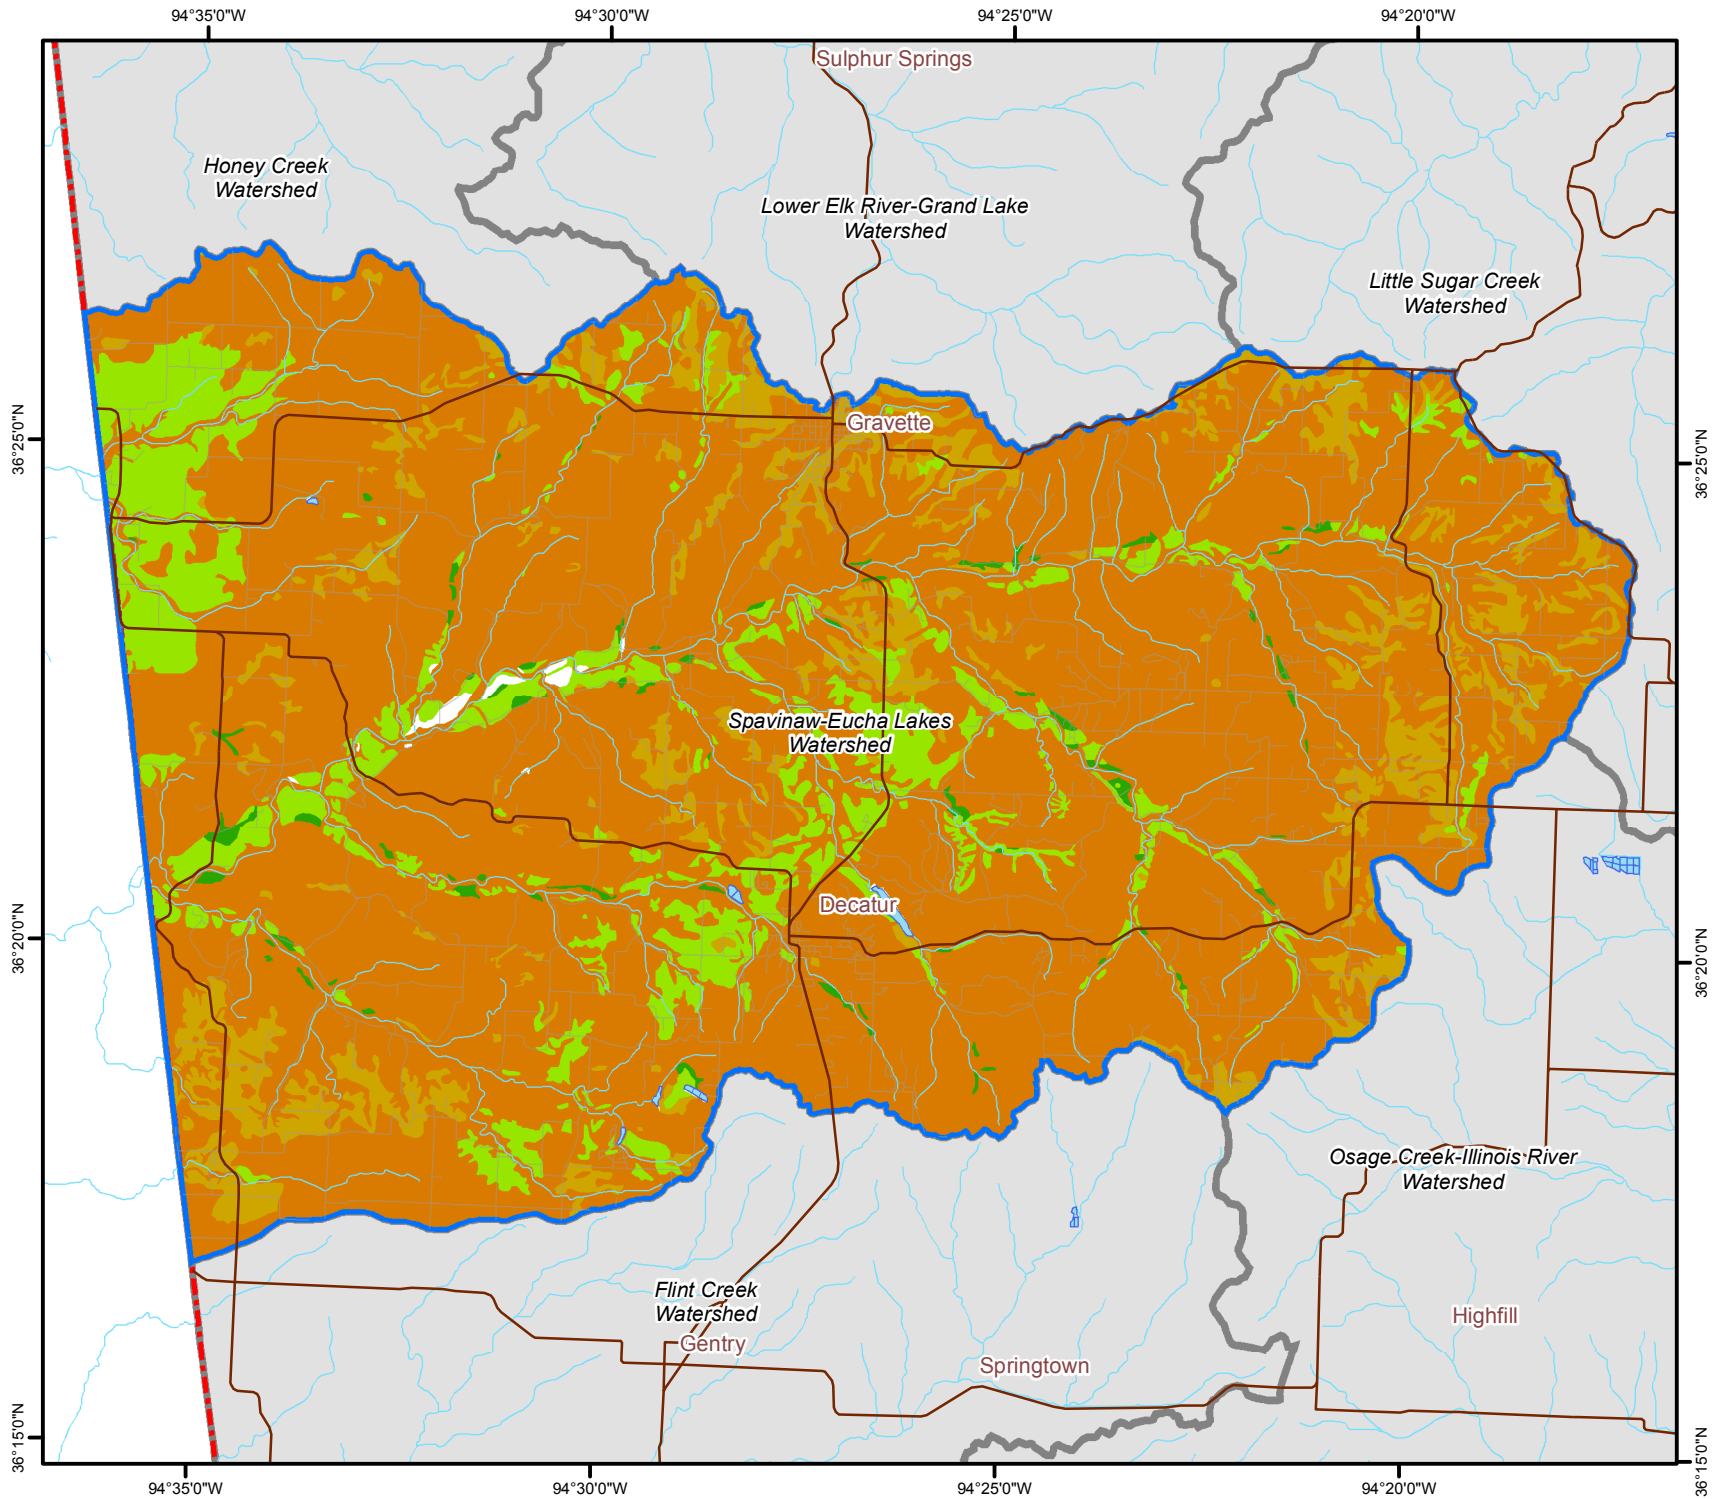 94°35'0"W
94°30'0"W
94°25'0"W
94°20'0"W
Sulphur Springs
Honey Creek
Watershed
Lower Elk River-Grand Lake
Watershed
Little Sugar Creek
Watershed
Gravette
36°25'0"N
36°25'0"N
Spavinaw-Eucha Lakes
Watershed
Decatur
36°20'0"N
36°20'0"N
Osage Creek-Illinois River
Watershed
Flint Creek
Watershed
Gentry
Springtown
Highfill
36°15'0"N
36°15'0"N
94°35'0"W
94°30'0"W
94°25'0"W
94°20'0"W